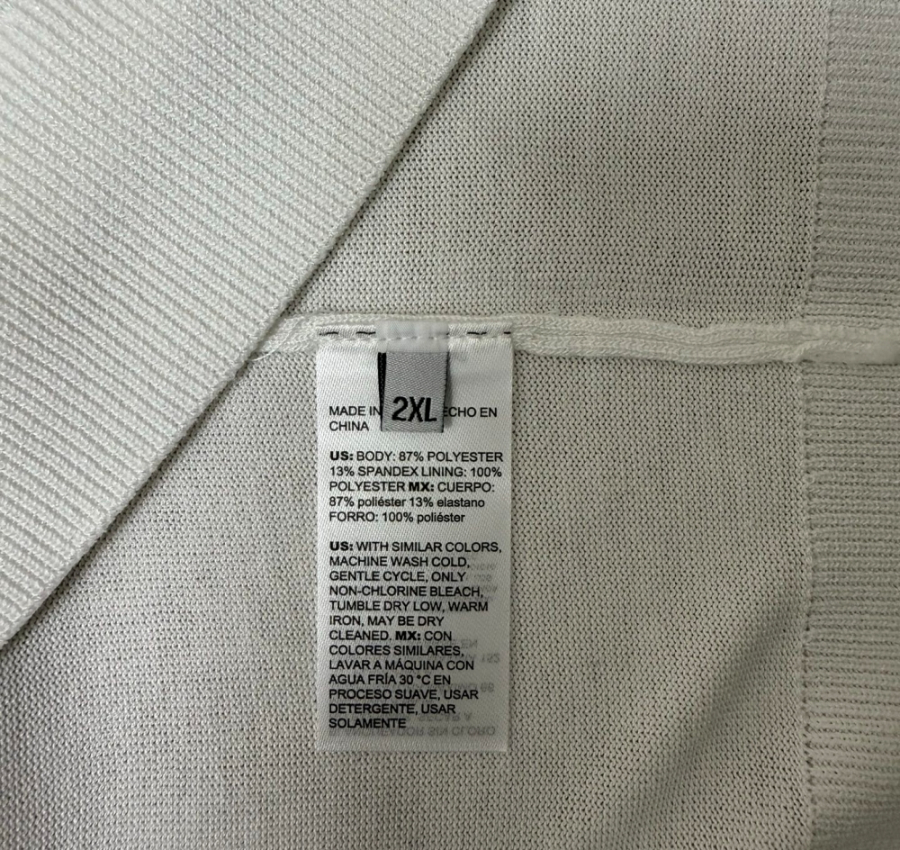 2XL
MADE IN ECHO EN
CHINA
US: BODY: 87% POLYESTER
13% SPANDEX LINING: 100%
POLYESTER MX: CUERPO:
87% poliéster 13% elastano
FORRO: 100% poliéster
US: WITH SIMILAR COLORS,
MACHINE WASH COLD,
GENTLE CYCLE, ONLY
NON-CHLORINE BLEACH,
TUMBLE DRY LOW, WARM
IRON, MAY BE DRY
CLEANED. MX: CON
COLORES SIMILARES,
LAVAR A MÁQUINA CON
AGUA FRÍA 30 °C EN
PROCESO SUAVE, USAR
DETERGENTE, USAR
SOLAMENTE